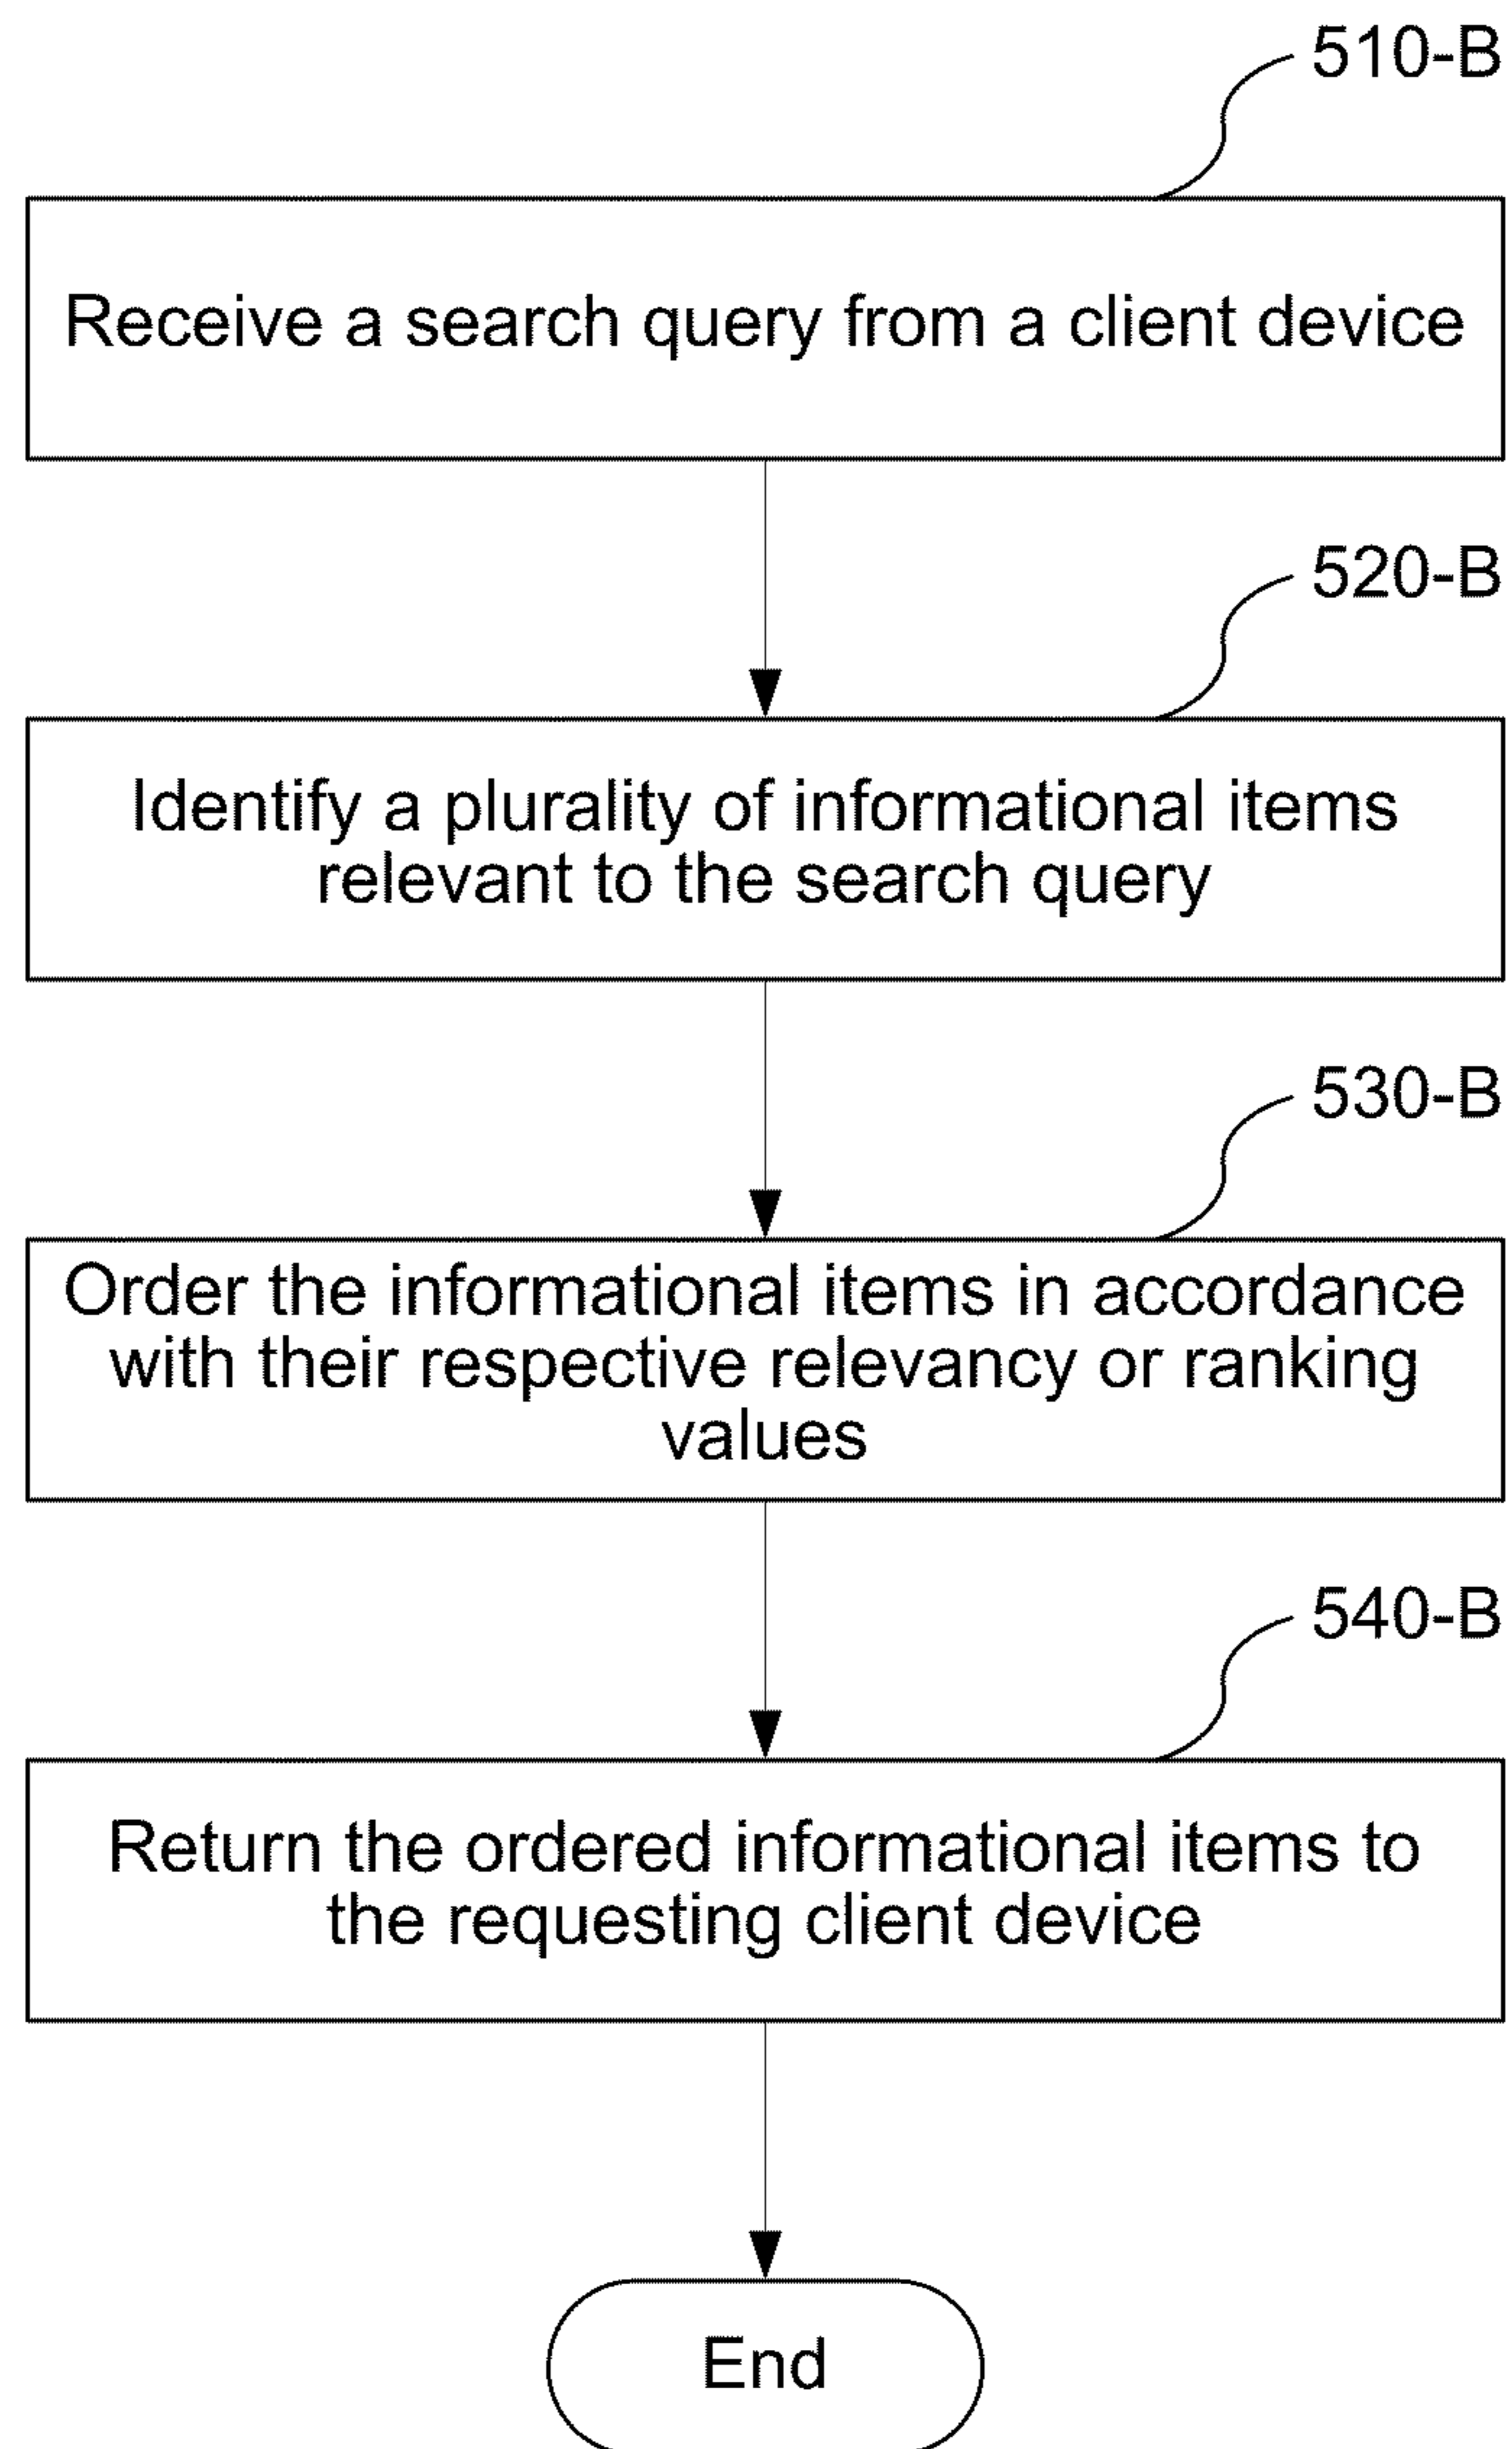 510-B
Receive a search query from a client device
520-B
Identify a plurality of informational items
relevant to the search query
530-B
Order the informational items in accordance
with their respective relevancy or ranking
values
540-B
Return the ordered informational items to
the requesting client device
End